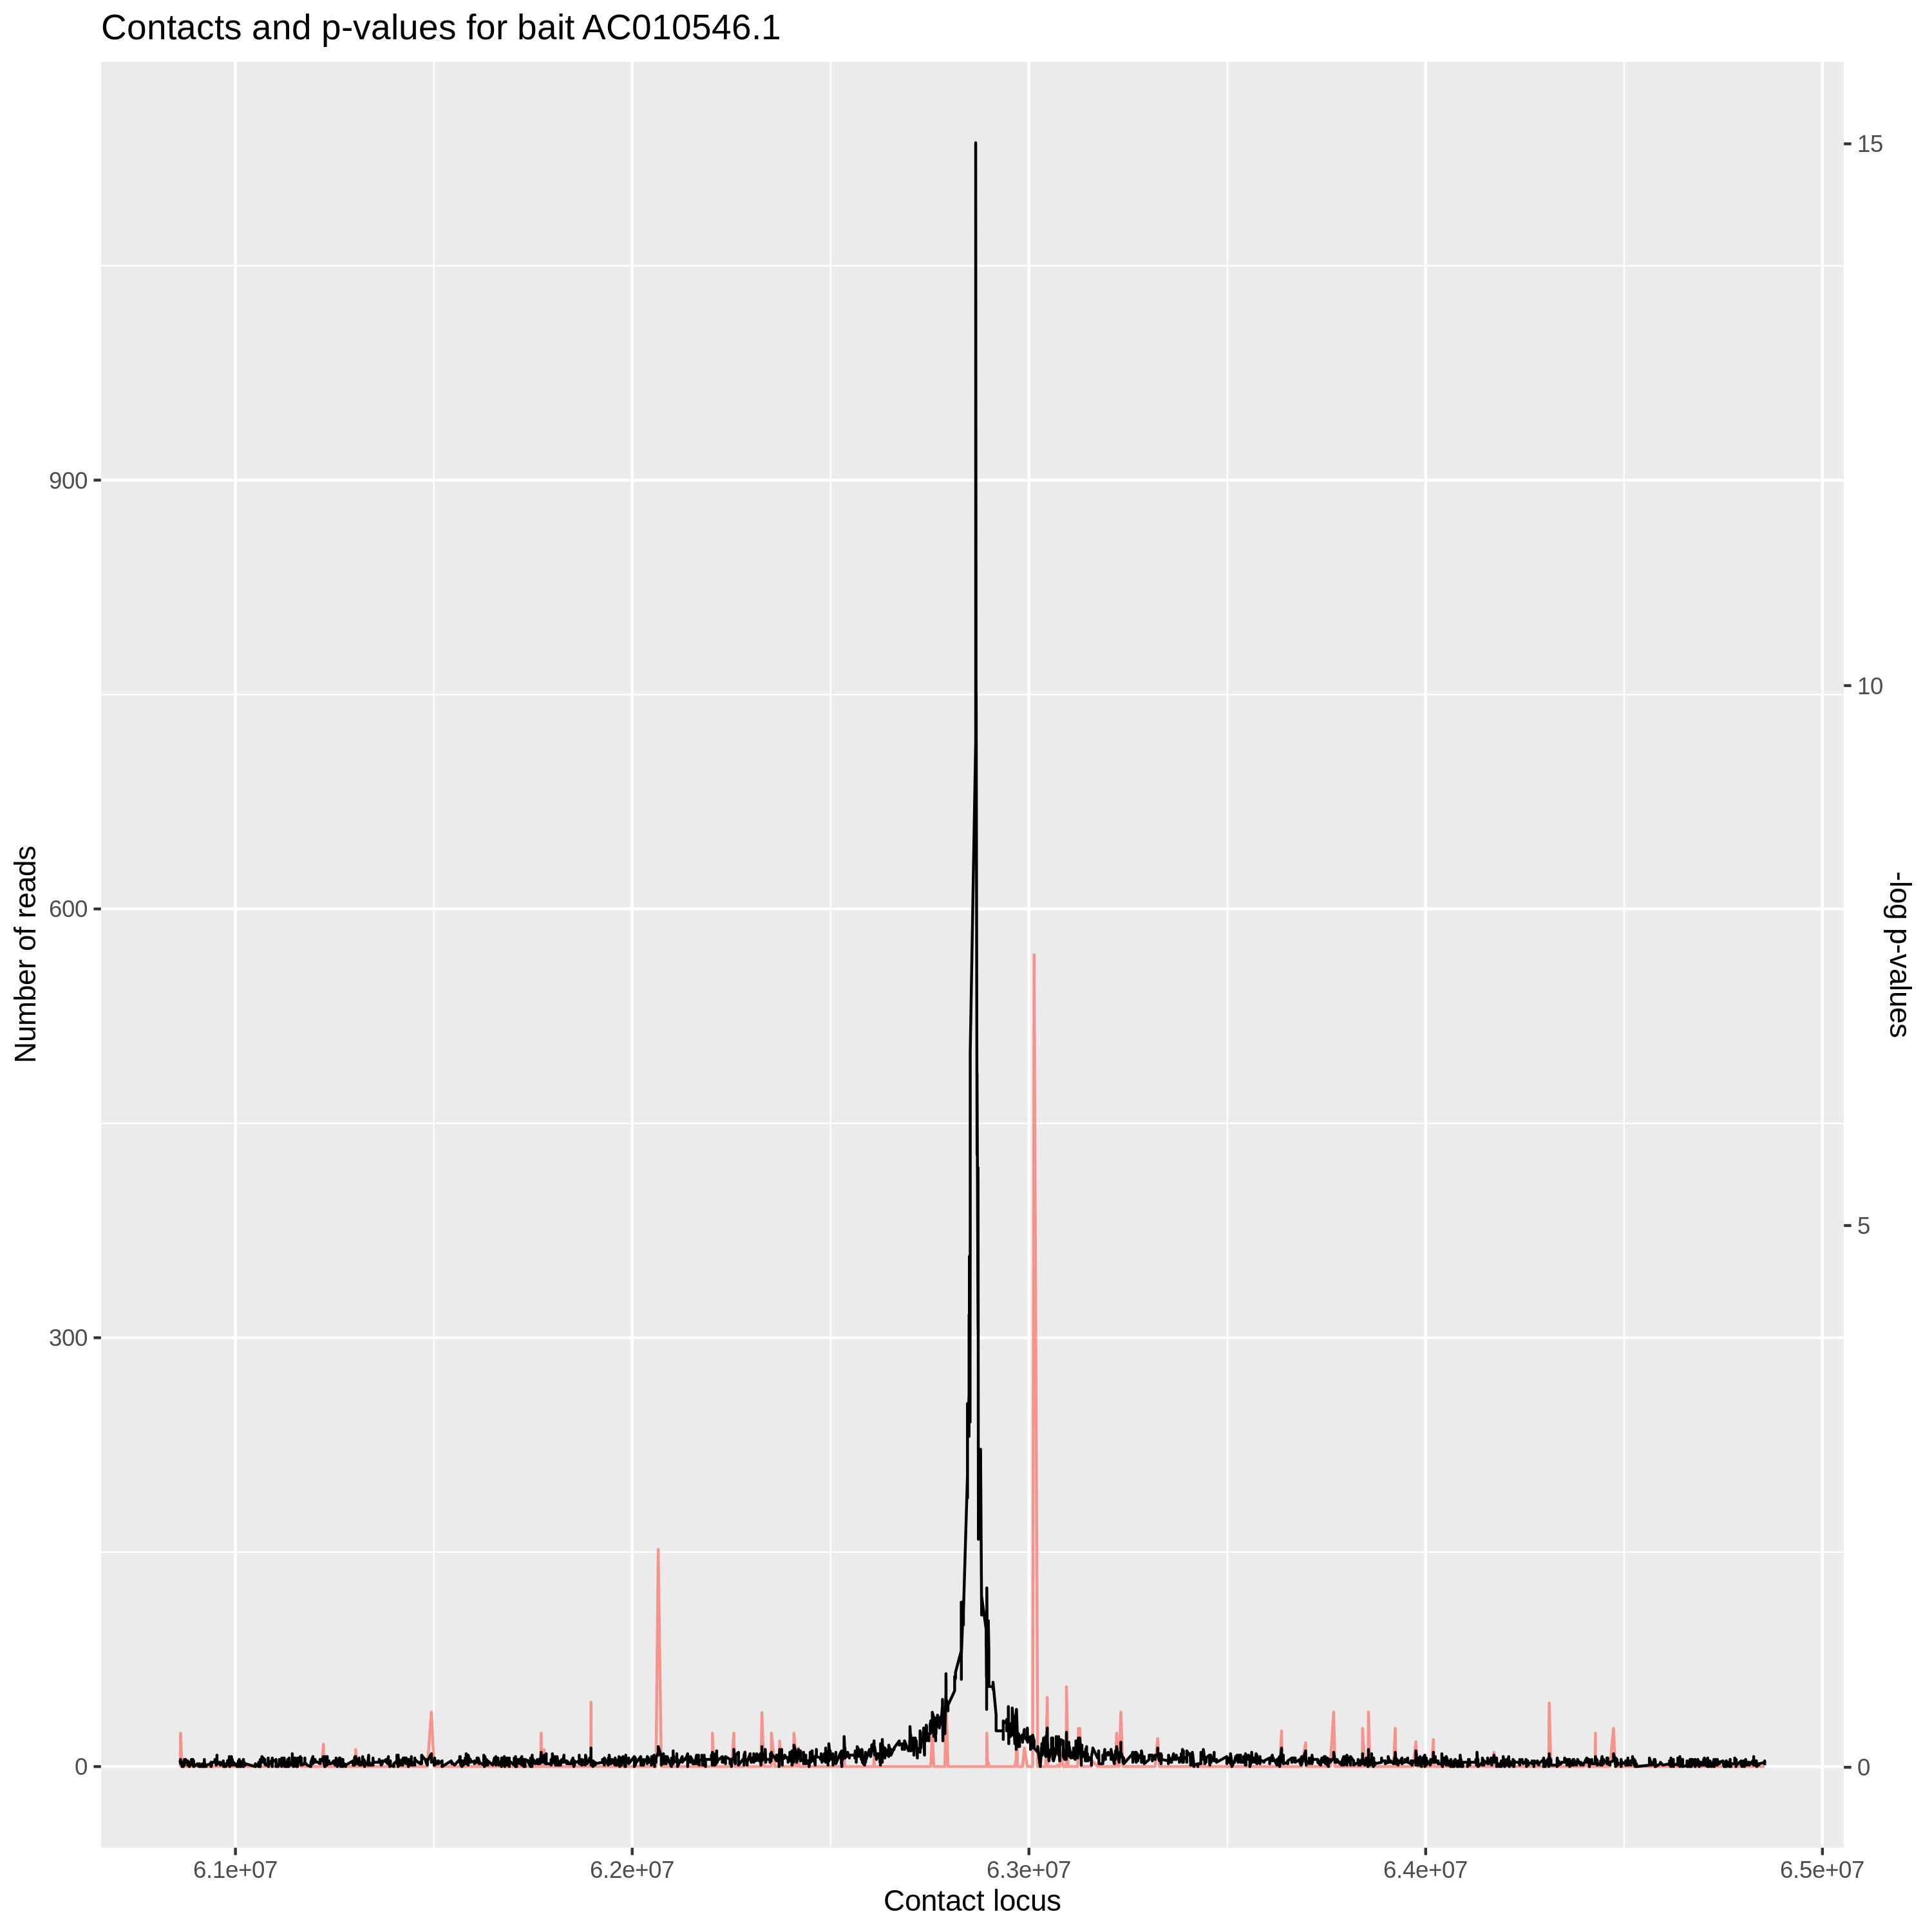 Contacts and p-values for bait AC010546.1
15
900
10
Number of reads
600
-log p-values
5
300
0
0
6.1e+07
6.2e+07
6.3e+07
6.4e+07
6.5e+07
Contact locus